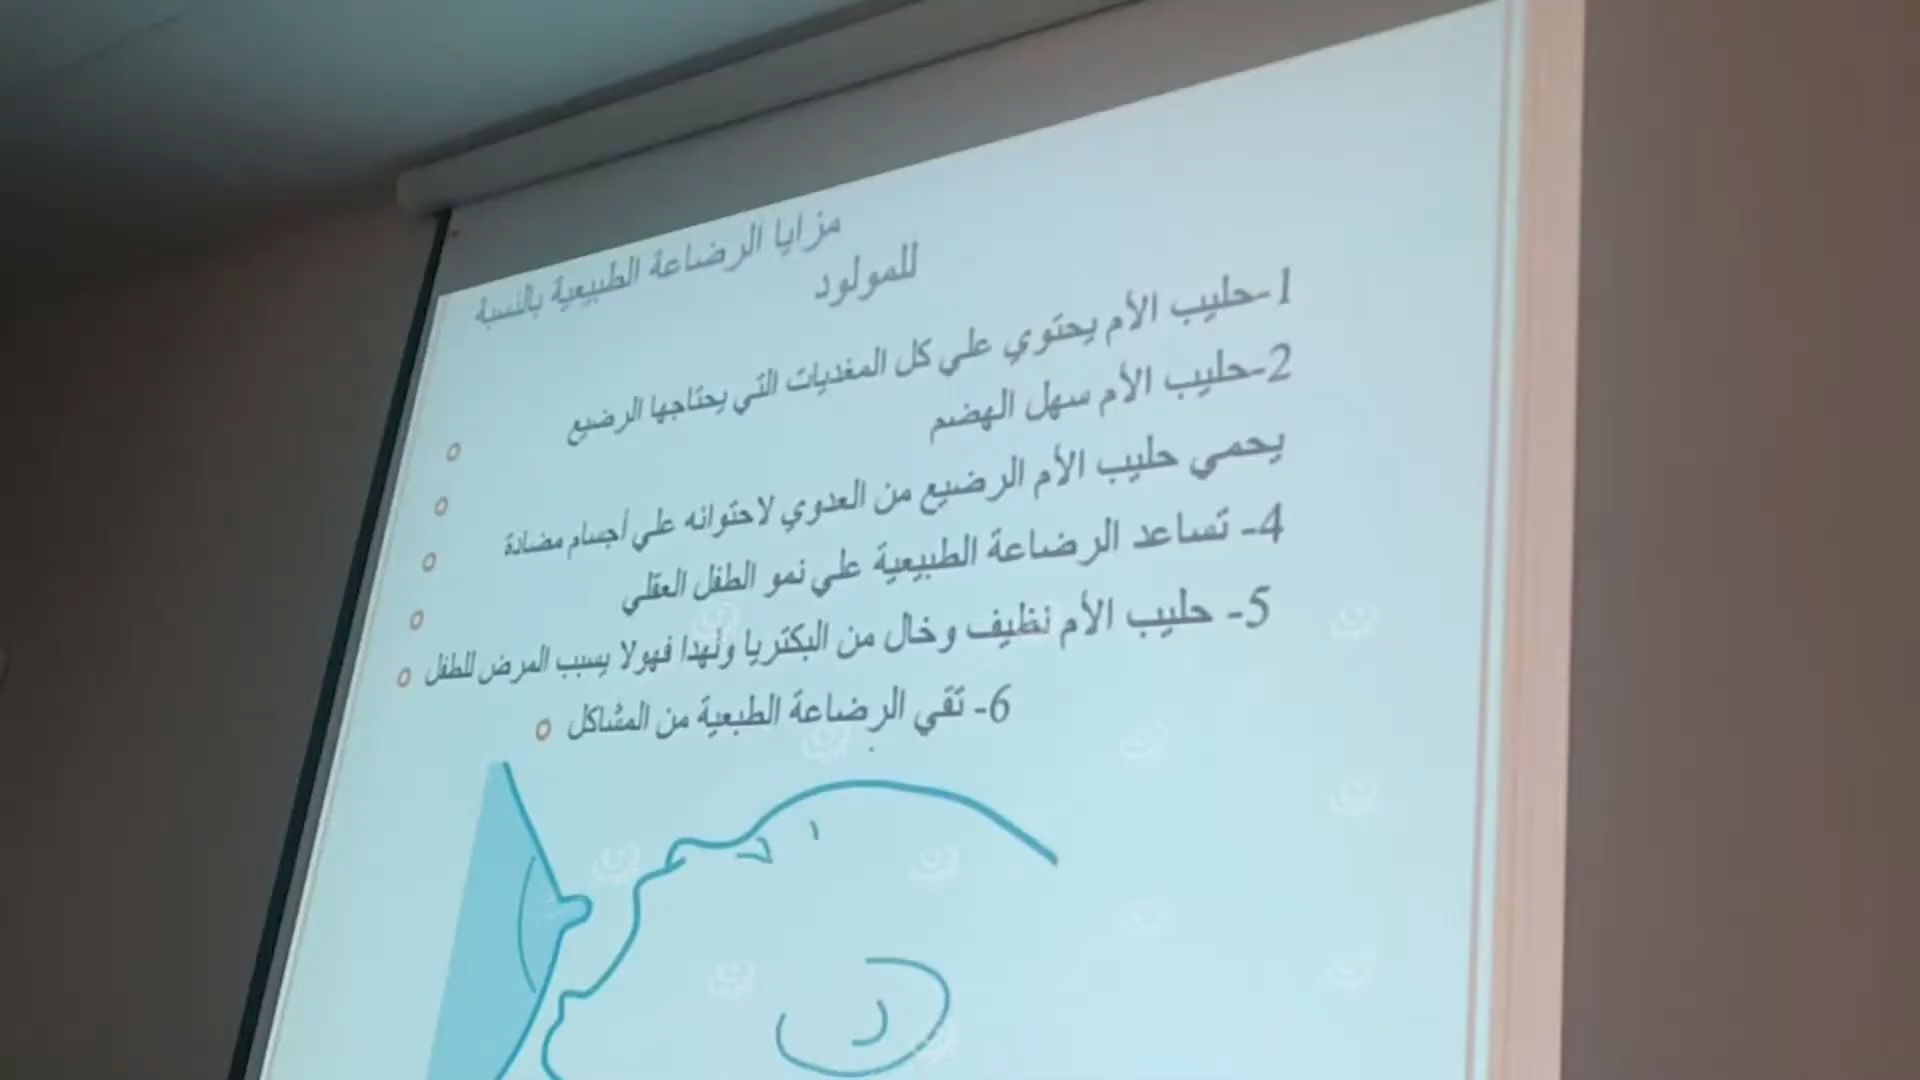 مزايا الرضاعة الطبيعية بالنسبة
للمولود
1-حليب الأم يحتوي علي كل المغديات التي يحتاجها الرضيع
2-حليب الأم سهل الهضم
يحمي حليب الأم الرضيع من العدوي لاحتوائه علي أجسام مضادة
4- تساعد الرضاعة الطبيعية علي نمو الطفل العقلي
5- حليب الأم نظيف وخال من البكتريا ولهدا فهولا يسبب المرض للطفل
6- تقي الرضاعة الطبعية من المشاكل